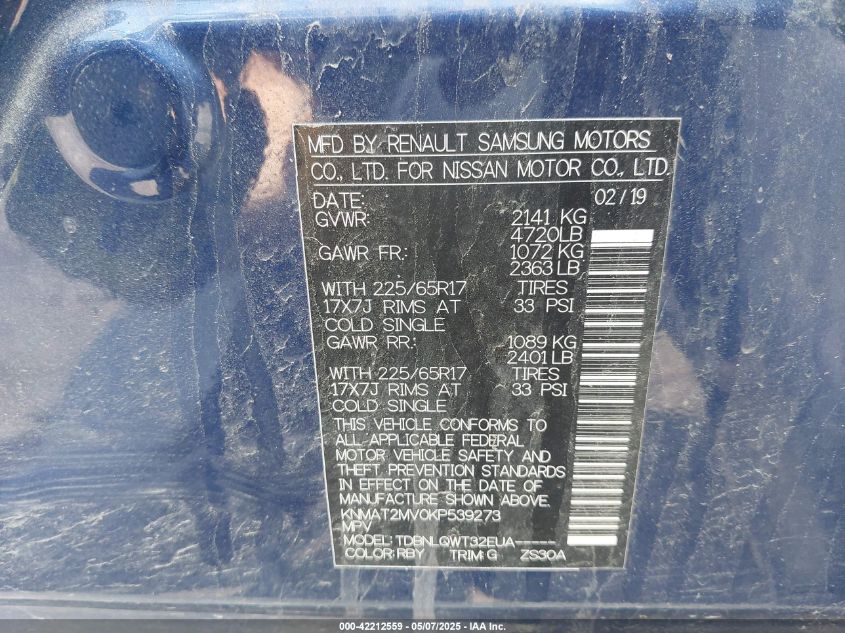 MFD BY RENAULT SAMSUNG MOTORS
CO., LTD. FOR NISSAN MOTOR CO., LTD.
DATE: 02/19
GVWR: 2141 KG
4720LB
GAWR FR: 1072 KG
2363 LB
WITH 225/65R17 TIRES
17X7J RIMS AT 33 PSI
COLD SINGLE
GAWR RR: 1089 KG
2401 LB
WITH 225/65R17 TIRES
17X7J RIMS AT 33 PSI
COLD SINGLE
THIS VEHICLE CONFORMS TO
ALL APPLICABLE FEDERAL
MOTOR VEHICLE SAFETY AND
THEFT PREVENTION STANDARDS
IN EFFECT ON THE DATE OF
MANUFACTURE SHOWN ABOVE.
KNMAT2MV0KP539273
MPV
MODEL: TDBNLQWT32EUA------
COLOR: RBY TRIM: G ZS30A
000-42212559 - 05/07/2025 - IAA Inc.